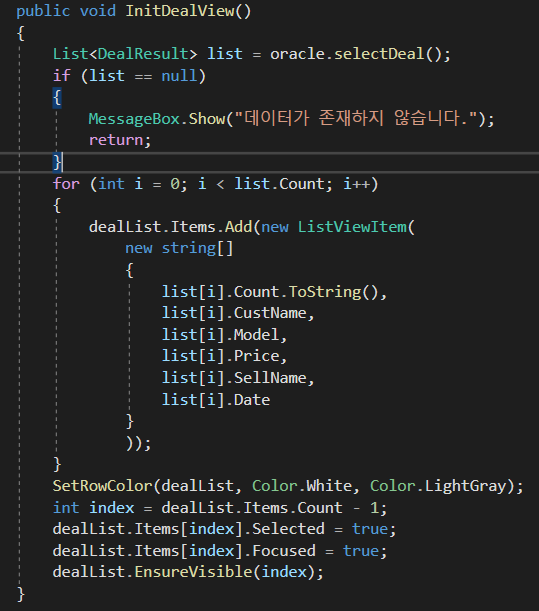 public void InitDealView()
{
List<DealResult> list = oracle.selectDeal();
if (list == null)
{
MessageBox.Show("데이터가 존재하지 않습니다.");
return;
}
for (int i = 0; i < list.Count; i++)
{
dealList.Items.Add(new ListViewItem(
new string[]
{
list[i].Count.ToString(),
list[i].CustName,
list[i].Model,
list[i].Price,
list[i].SellName,
list[i].Date
}
));
}
SetRowColor(dealList, Color.White, Color.LightGray);
int index = dealList.Items.Count - 1;
dealList.Items[index].Selected = true;
dealList.Items[index].Focused = true;
dealList.EnsureVisible(index);
}